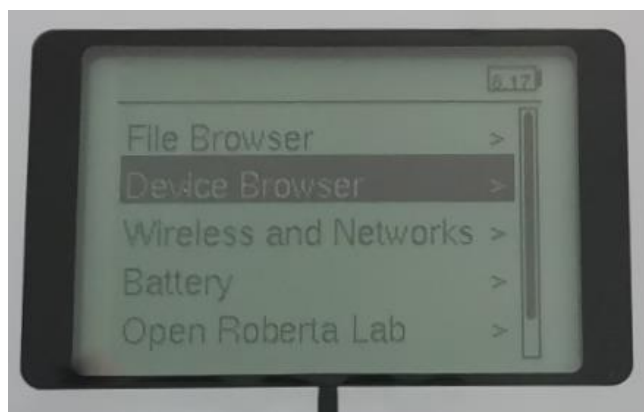 6.17
File Browser >
Device Browser >
Wireless and Networks >
Battery >
Open Roberta Lab >